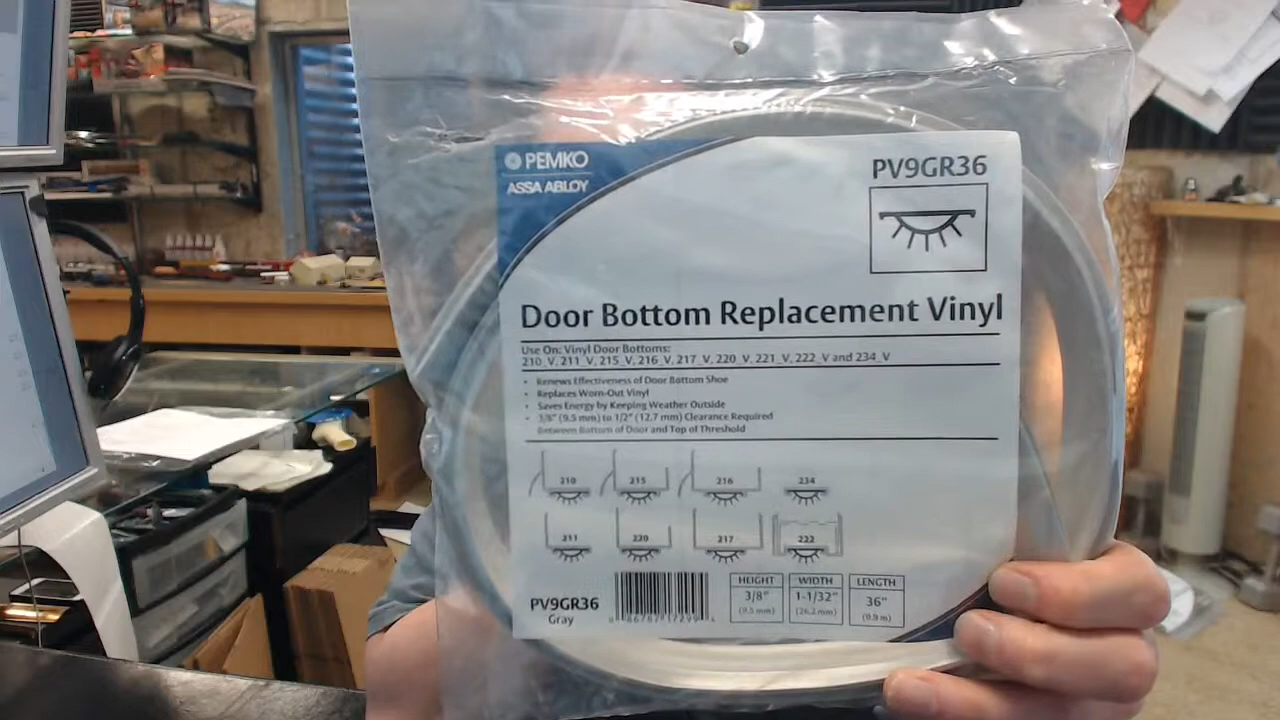 PEMKO
ASSA ABLOY
PV9GR36
Door Bottom Replacement Vinyl
Use On: Vinyl Door Bottoms:
210_V, 211_V, 215_V, 216_V, 217_V, 220_V, 221_V, 222_V and 234_V
• Renews Effectiveness of Door Bottom Shoe
• Replaces Worn-Out Vinyl
• Saves Energy by Keeping Weather Outside
• 3/8" (9.5 mm) to 1/2" (12.7 mm) Clearance Required
Between Bottom of Door and Top of Threshold
210 215 216 234
211 220 217 222
PV9GR36
Gray
HEIGHT
3/8"
(9.5 mm)
WIDTH
1-1/32"
(26.2 mm)
LENGTH
36"
(0.9 m)